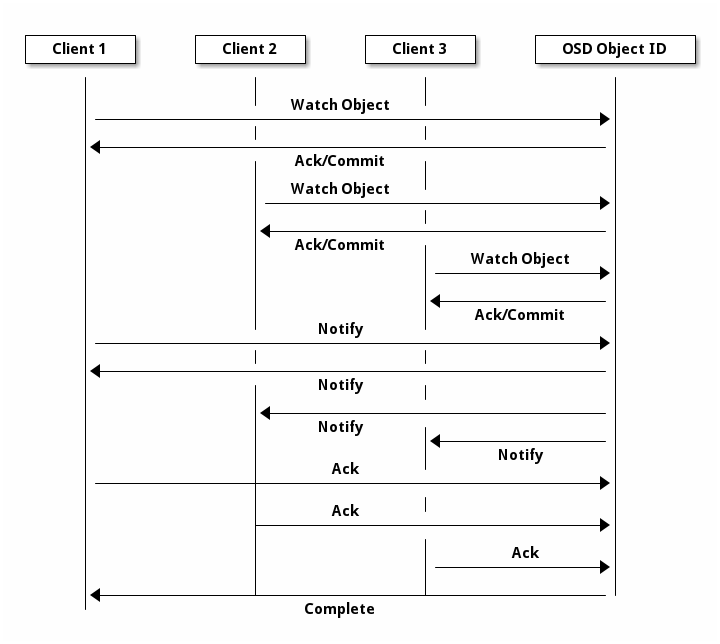 Client 1
Client 2
Client 3
OSD Object ID
Watch Object
Ack/Commit
Watch Object
Ack/Commit
Watch Object
Ack/Commit
Notify
Notify
Notify
Notify
Ack
Ack
Ack
Complete